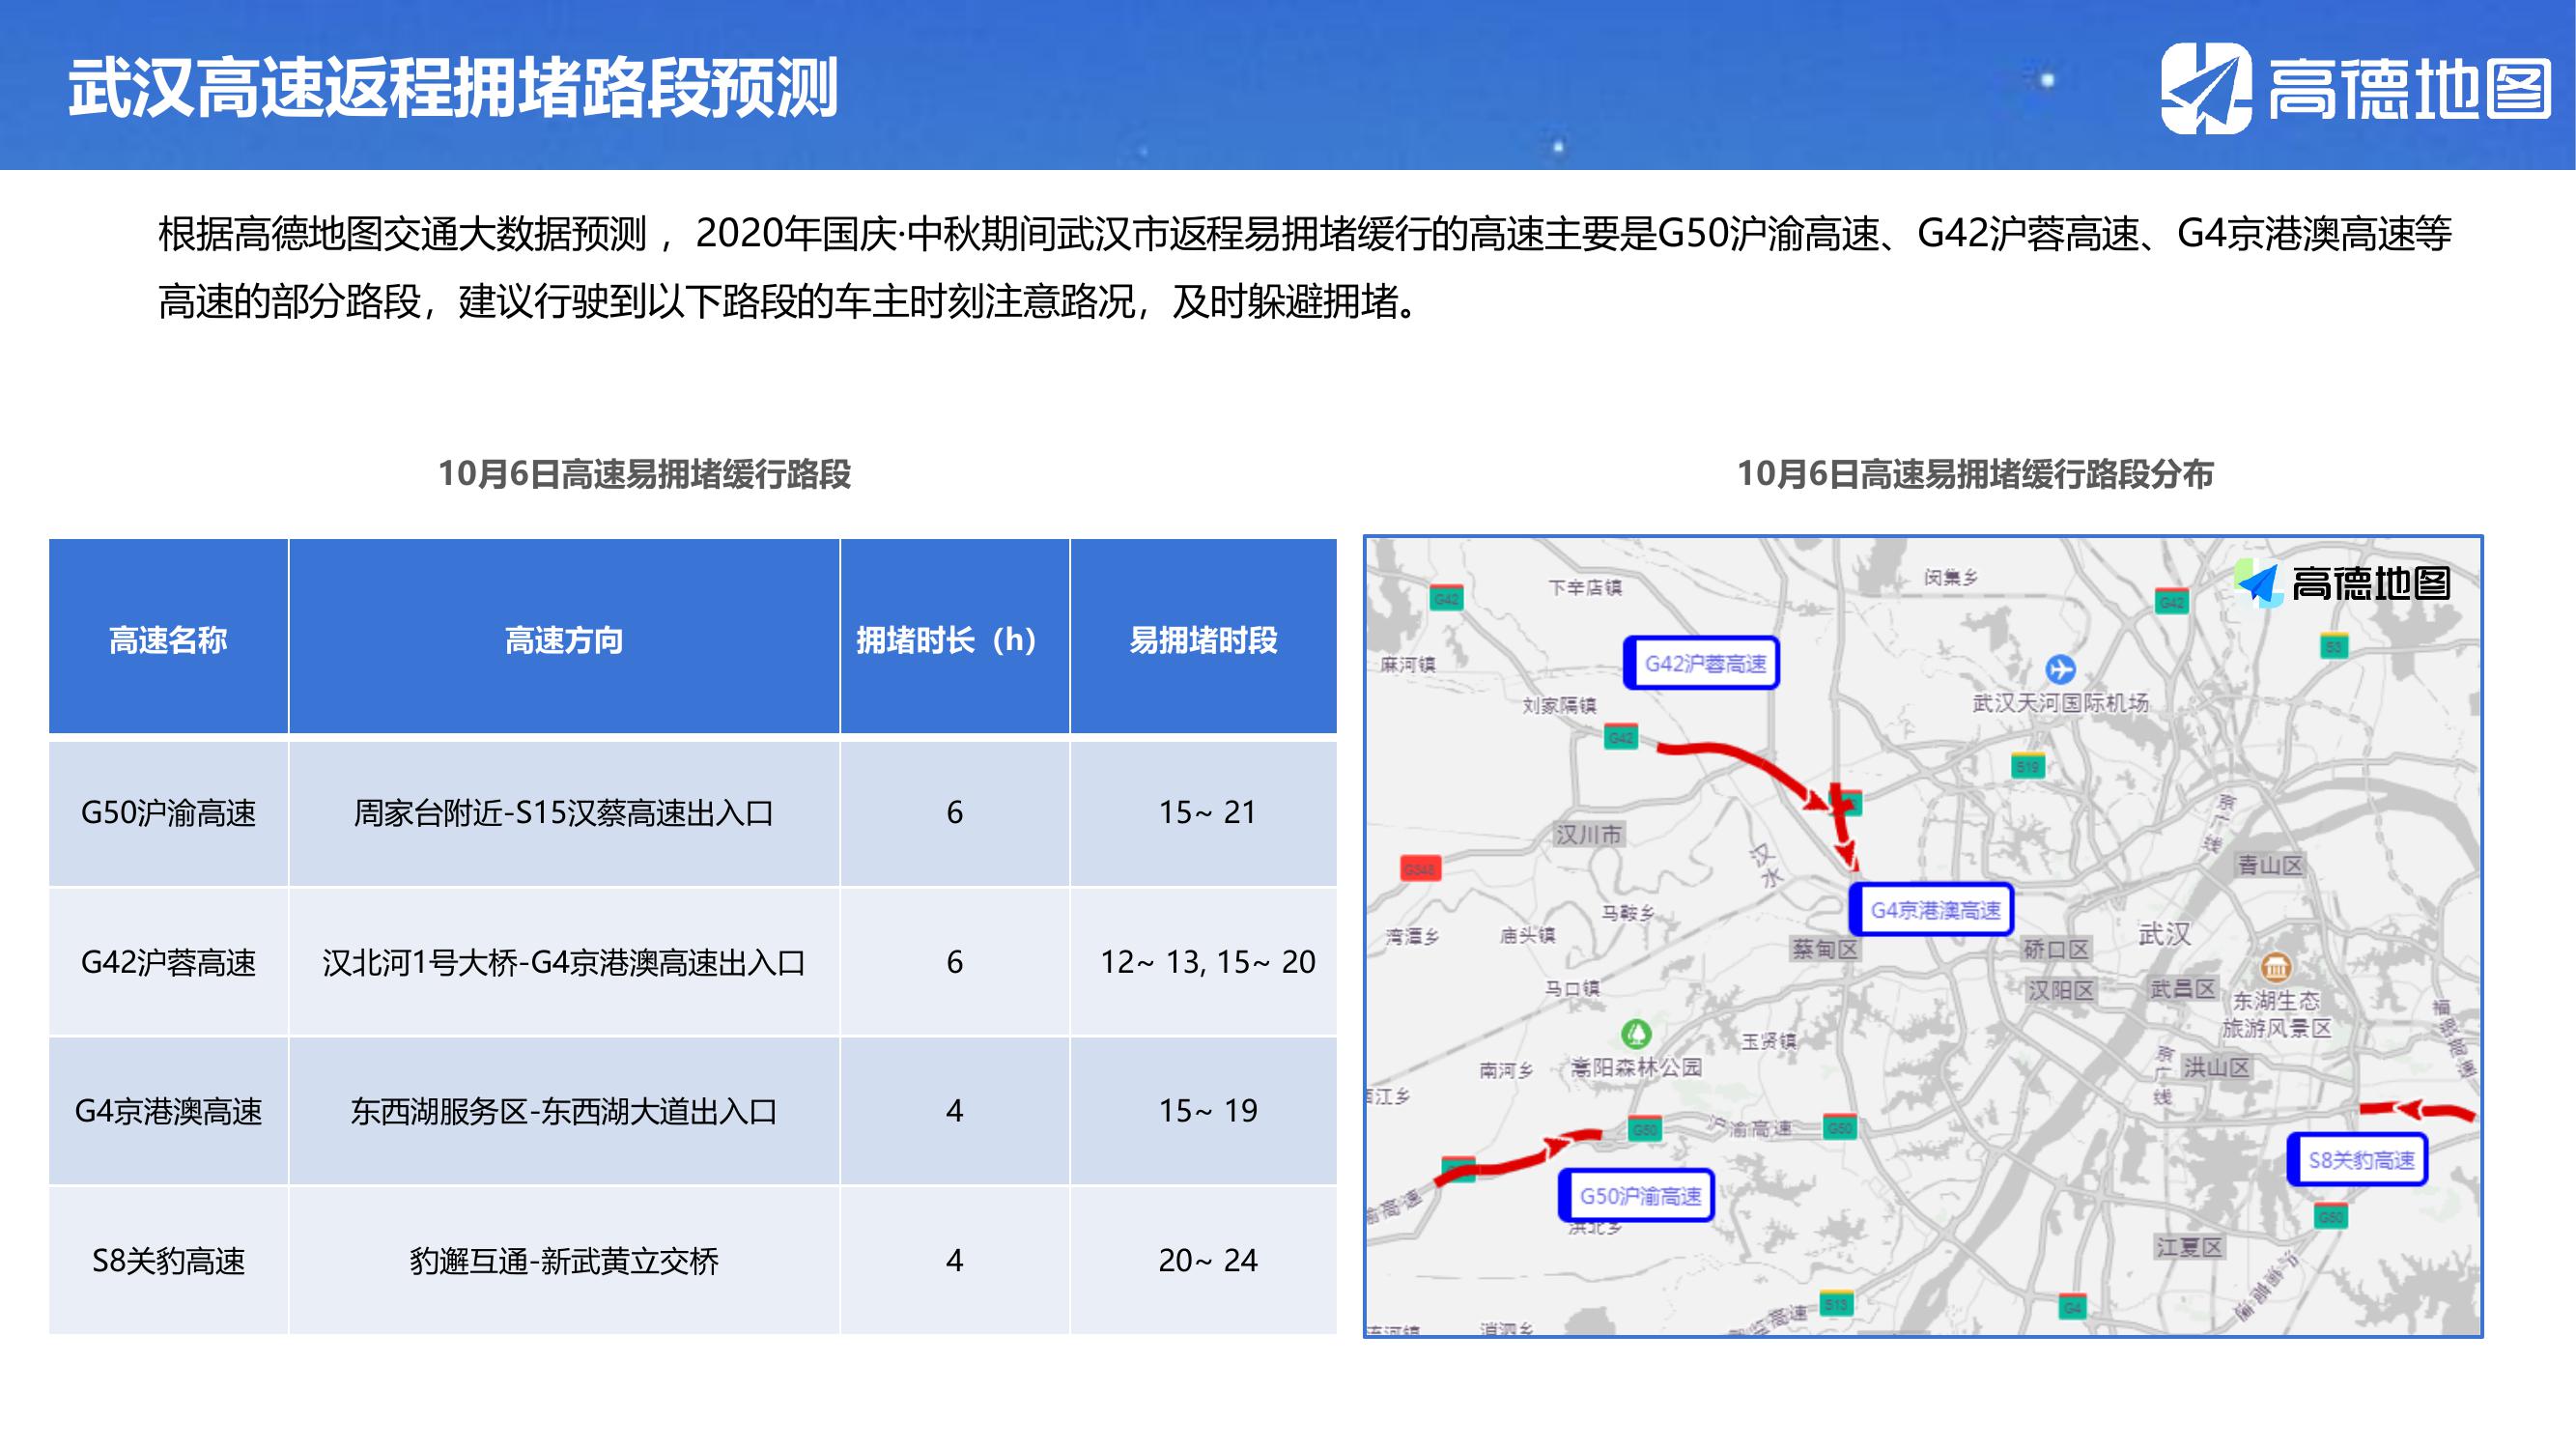 武汉高速返程拥堵路段预测
高德地图
根据高德地图交通大数据预测，2020年国庆·中秋期间武汉市返程易拥堵缓行的高速主要是G50沪渝高速、G42沪蓉高速、G4京港澳高速等
高速的部分路段，建议行驶到以下路段的车主时刻注意路况，及时躲避拥堵。
10月6日高速易拥堵缓行路段
高速名称 高速方向 拥堵时长（h） 易拥堵时段
G50沪渝高速 周家台附近-S15汉蔡高速出入口 6 15~ 21
G42沪蓉高速 汉北河1号大桥-G4京港澳高速出入口 6 12~ 13, 15~ 20
G4京港澳高速 东西湖服务区-东西湖大道出入口 4 15~ 19
S8关豹高速 豹邂互通-新武黄立交桥 4 20~ 24
10月6日高速易拥堵缓行路段分布
高德地图
闵集乡
下辛店镇
G42
G42
S3
G42沪蓉高速
麻河镇
武汉天河国际机场
刘家隔镇
G42
S19
京广线
汉川市
汉水
G348
青山区
G4京港澳高速
马鞍乡
湾潭乡
庙头镇
蔡甸区
硚口区
武汉
马口镇
汉阳区
武昌区
东湖生态
旅游风景区
嵩阳森林公园
玉贤镇
南河乡
京广线
洪山区
江乡
G50
沪渝高速
G50
S8关豹高速
G50沪渝高速
渝高速
洪北乡
G50
江夏区
S13
G4
消泗乡